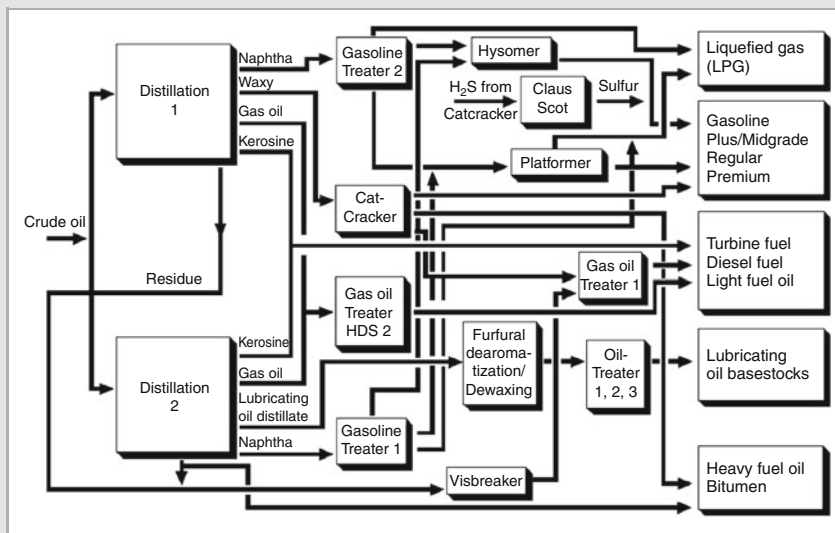 Naphtha
Waxy
Gas oil
Kerosine
Distillation
1
Gasoline
Treater 2
Hysomer
Liquefied gas
(LPG)
H₂S from
Catcracker
Claus
Scot
Sulfur
Gasoline
Plus/Midgrade
Regular
Premium
Platformer
Cat-
Cracker
Crude oil
Residue
Turbine fuel
Diesel fuel
Light fuel oil
Gas oil
Treater 1
Gas oil
Treater
HDS 2
Kerosine
Gas oil
Lubricating
oil distillate
Naphtha
Distillation
2
Furfural
dearoma-
tization/
Dewaxing
Oil-
Treater
1, 2, 3
Lubricating
oil basestocks
Gasoline
Treater 1
Visbreaker
Heavy fuel oil
Bitumen